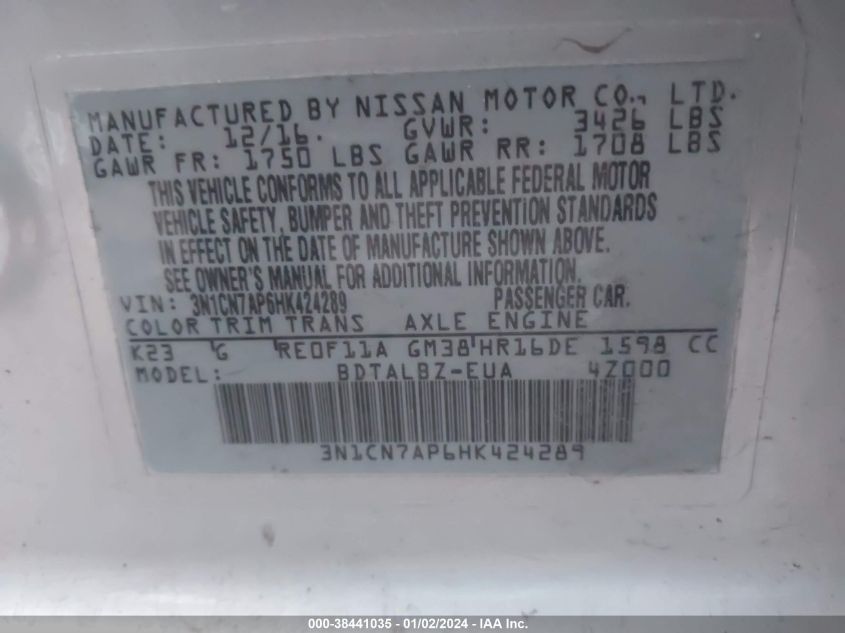 MANUFACTURED BY NISSAN MOTOR CO., LTD.
DATE: 12/16. GVWR: 3426 LBS
GAWR FR: 1750 LBS GAWR RR: 1708 LBS
THIS VEHICLE CONFORMS TO ALL APPLICABLE FEDERAL MOTOR
VEHICLE SAFETY, BUMPER AND THEFT PREVENTION STANDARDS
IN EFFECT ON THE DATE OF MANUFACTURE SHOWN ABOVE.
SEE OWNER'S MANUAL FOR ADDITIONAL INFORMATION.
VIN: 3N1CN7AP6HK424289 PASSENGER CAR.
COLOR TRIM TRANS AXLE ENGINE
K23 G RE0F11A GM38 HR16DE 1598 CC
MODEL: BDTALBZ-EUA 4Z000
3N1CN7AP6HK424289
000-38441035 - 01/02/2024 - IAA Inc.